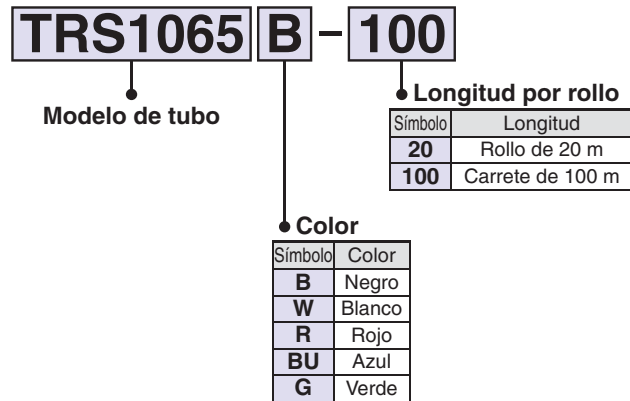 TRS1065 B - 100
Modelo de tubo
Longitud por rollo
Símbolo Longitud
20 Rollo de 20 m
100 Carrete de 100 m
Color
Símbolo Color
B Negro
W Blanco
R Rojo
BU Azul
G Verde